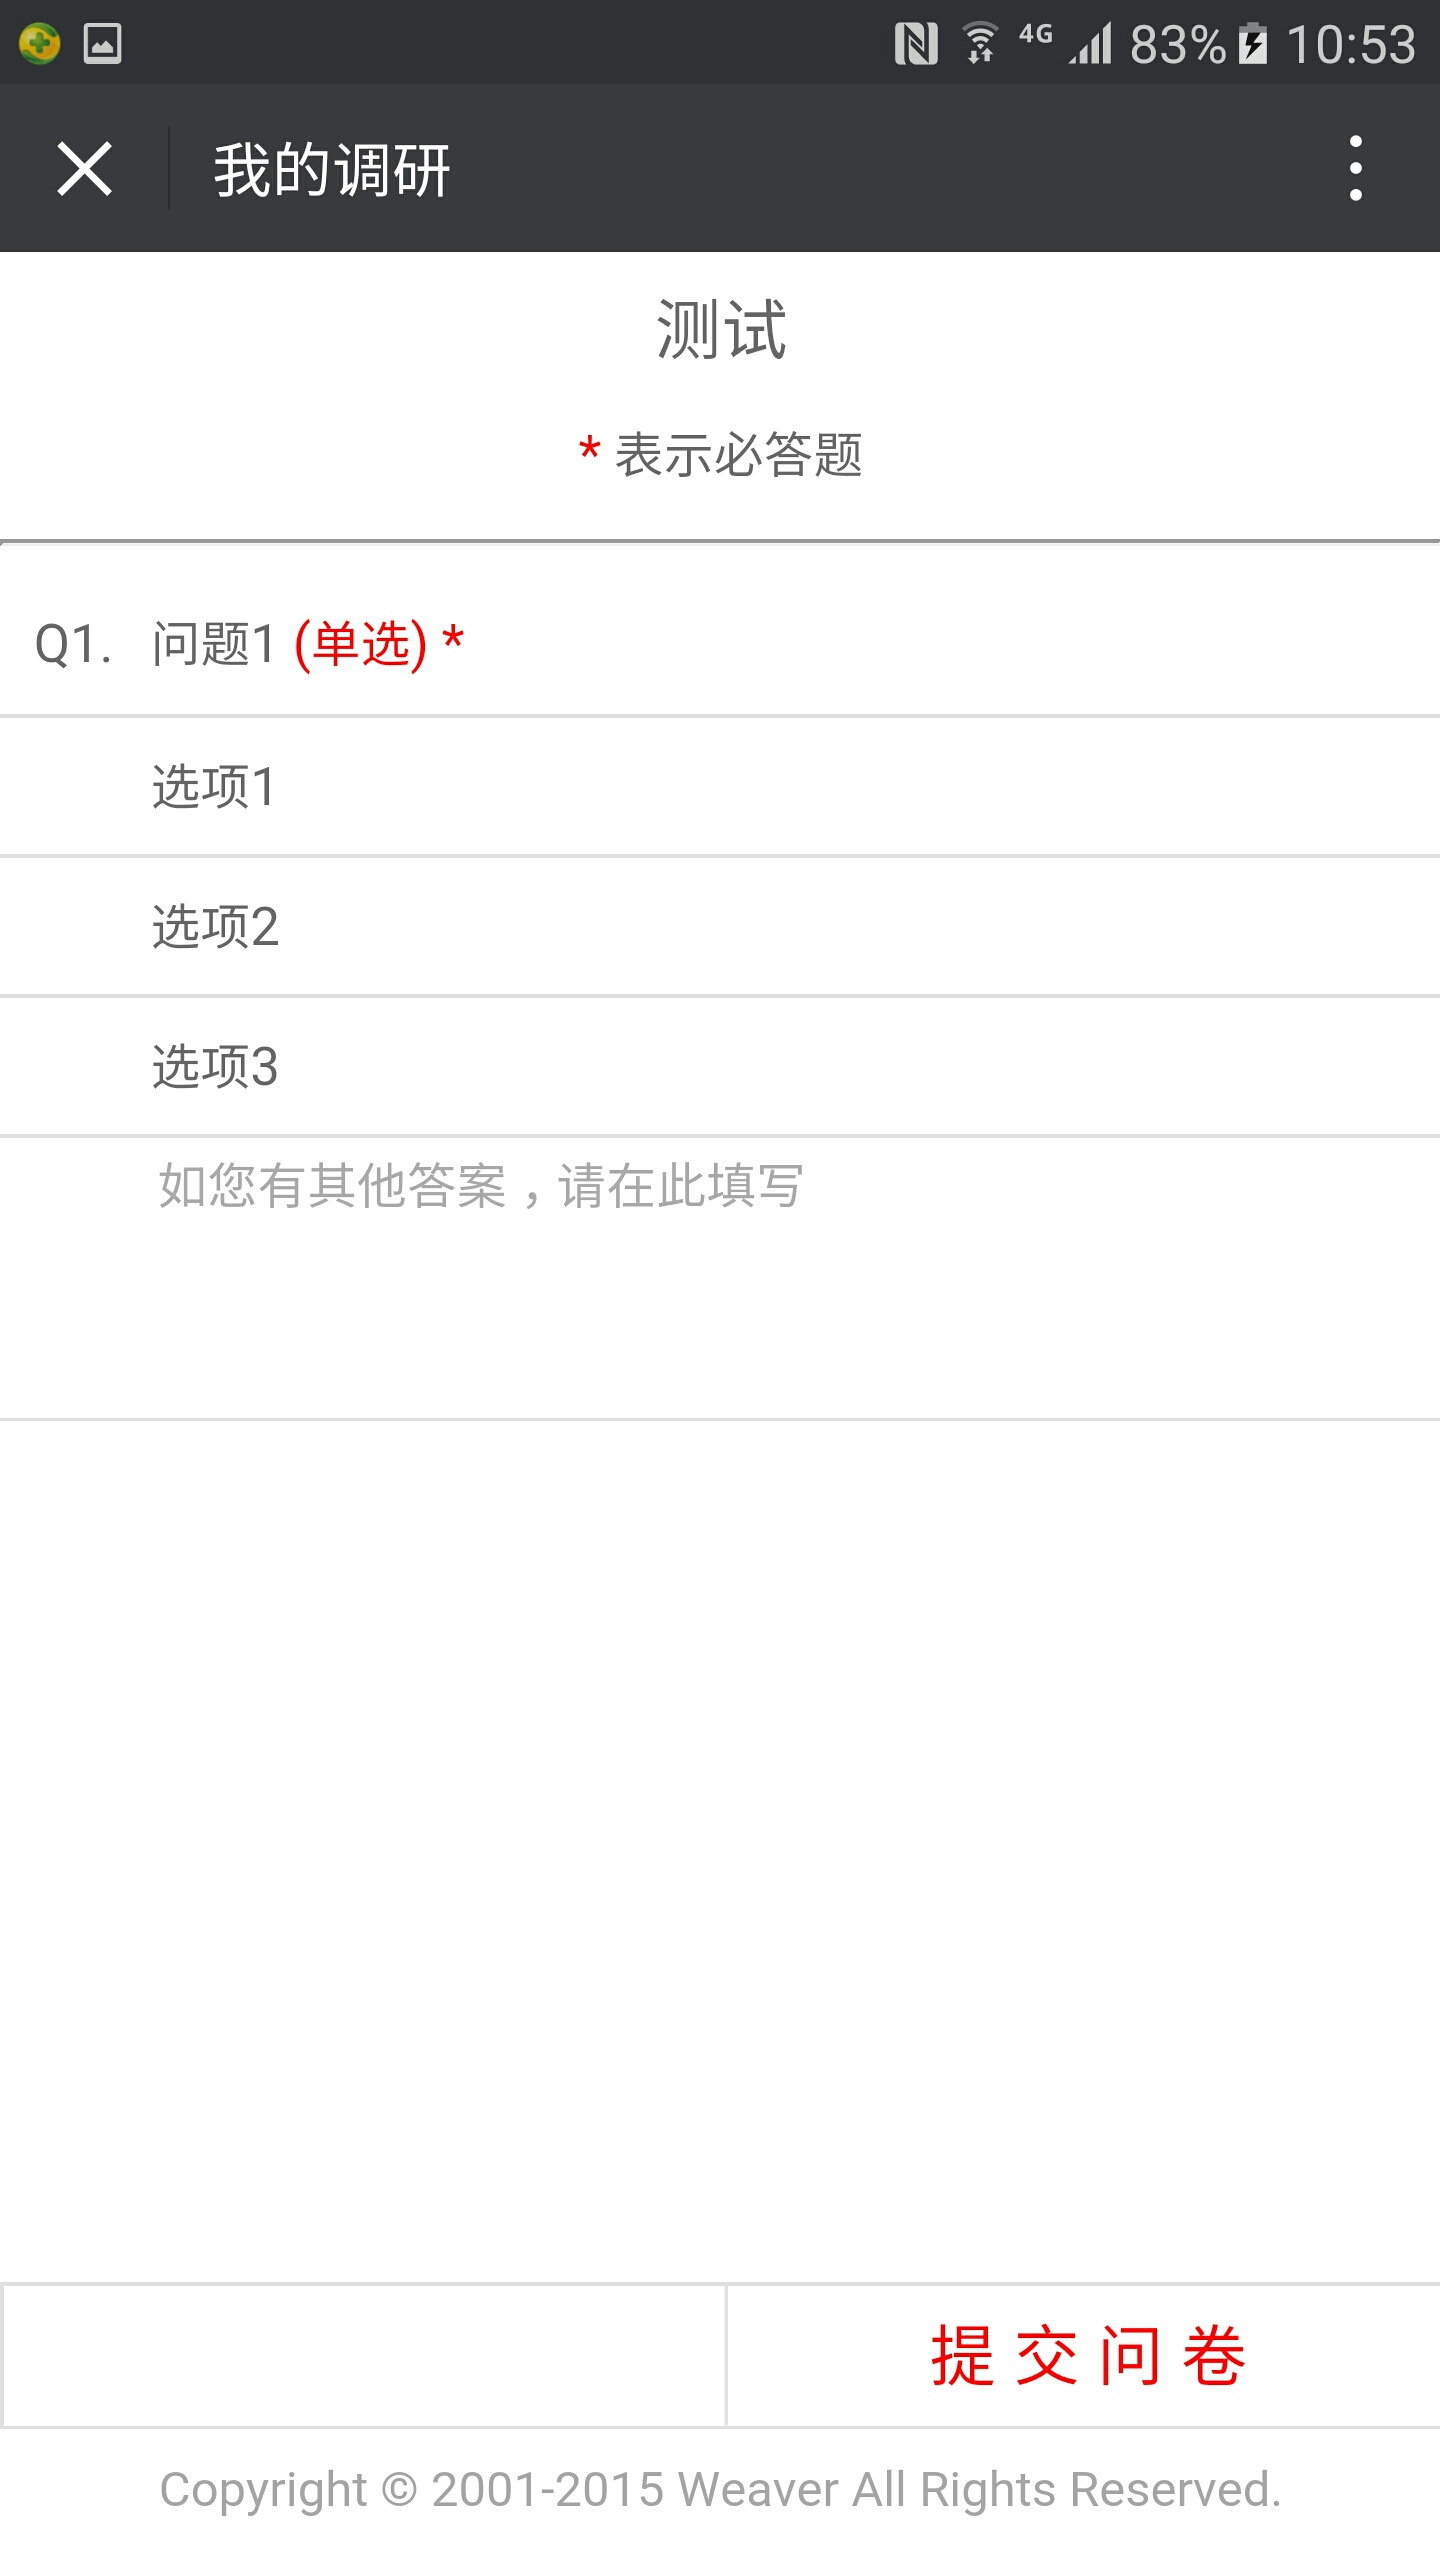 4G 83% 10:53
我的调研
测试
* 表示必答题
Q1. 问题1 (单选) *
选项1
选项2
选项3
如您有其他答案，请在此填写
提 交 问 卷
Copyright © 2001-2015 Weaver All Rights Reserved.